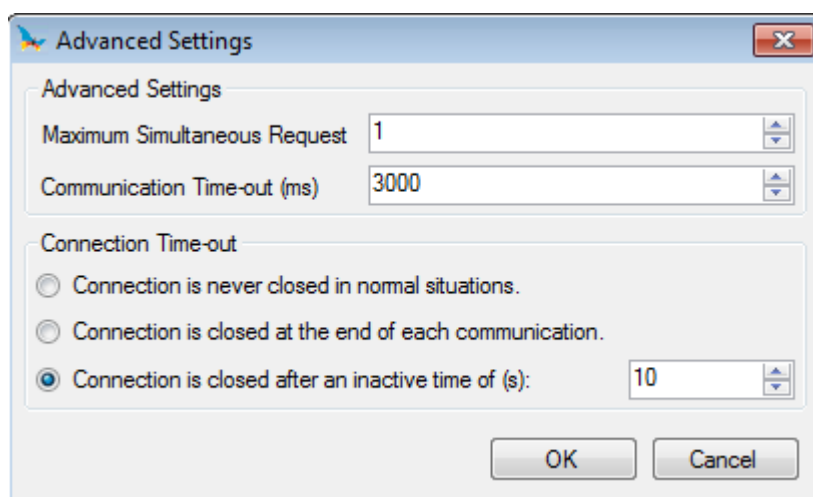 Advanced Settings
Advanced Settings
Maximum Simultaneous Request 1
Communication Time-out (ms) 3000
Connection Time-out
Connection is never closed in normal situations.
Connection is closed at the end of each communication.
Connection is closed after an inactive time of (s): 10
OK Cancel